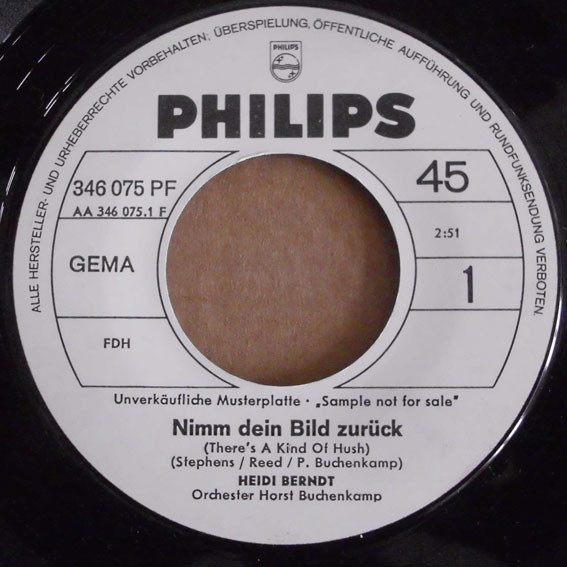 ALLE HERSTELLER- UND URHEBERRECHTE VORBEHALTEN; ÜBERSPIELUNG, ÖFFENTLICHE AUFFÜHRUNG UND RUNDFUNKSENDUNG VERBOTEN.
PHILIPS
PHILIPS
346 075 PF
AA 346 075.1 F
GEMA
FDH
45
2:51
1
Unverkäufliche Musterplatte · „Sample not for sale"
Nimm dein Bild zurück
(There's A Kind Of Hush)
(Stephens / Reed / P. Buchenkamp)
HEIDI BERNDT
Orchester Horst Buchenkamp